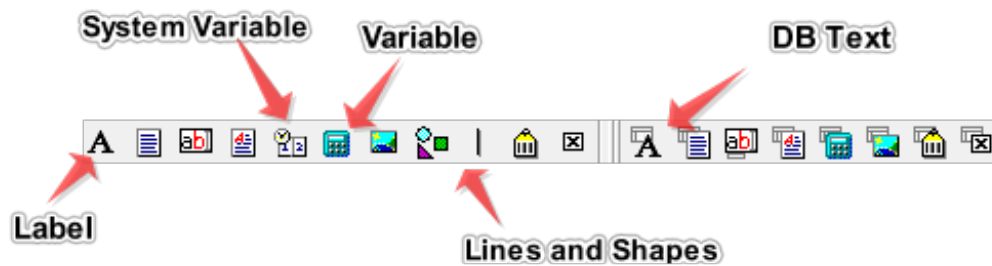 System Variable
Variable
DB Text
Label
Lines and Shapes